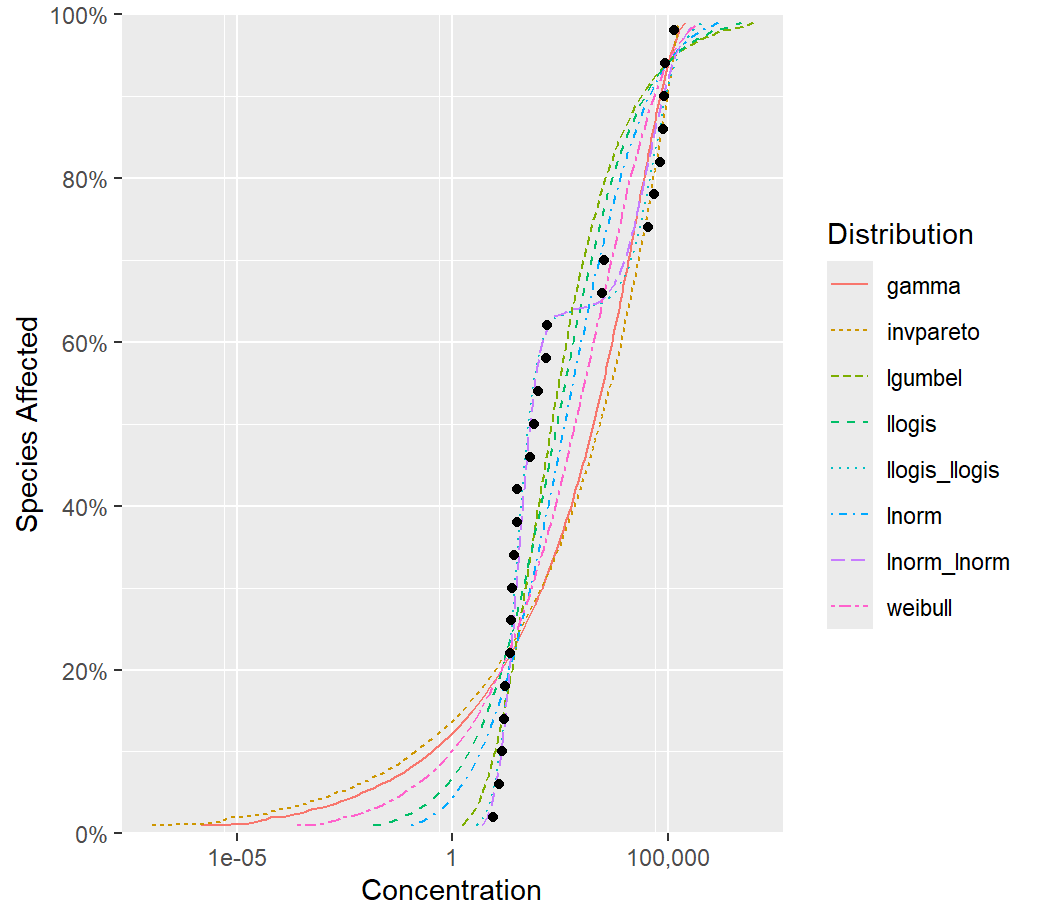 100%
80%
60%
40%
20%
0%
Species Affected
1e-05
1
100,000
Concentration
Distribution
gamma
invpareto
lgumbel
llogis
llogis_llogis
lnorm
lnorm_lnorm
weibull